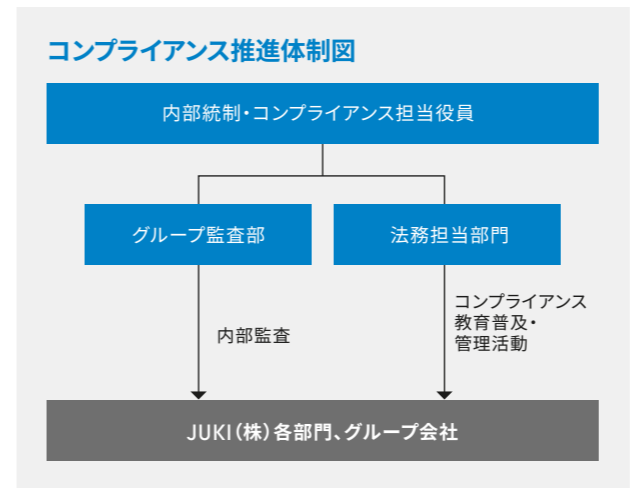 コンプライアンス推進体制図
内部統制・コンプライアンス担当役員
グループ監査部
法務担当部門
内部監査
コンプライアンス
教育普及・
管理活動
JUKI（株）各部門、グループ会社